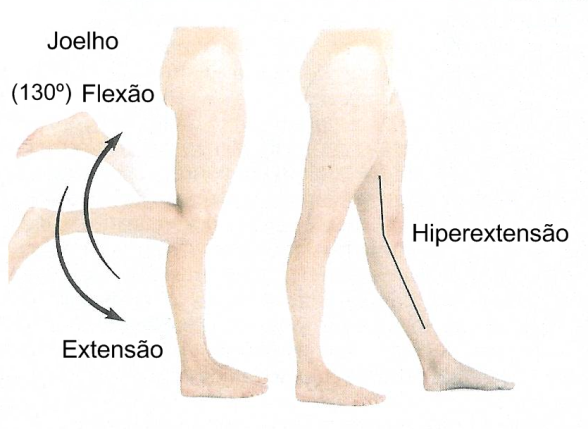 Joelho
(130º) Flexão
Hiperextensão
Extensão